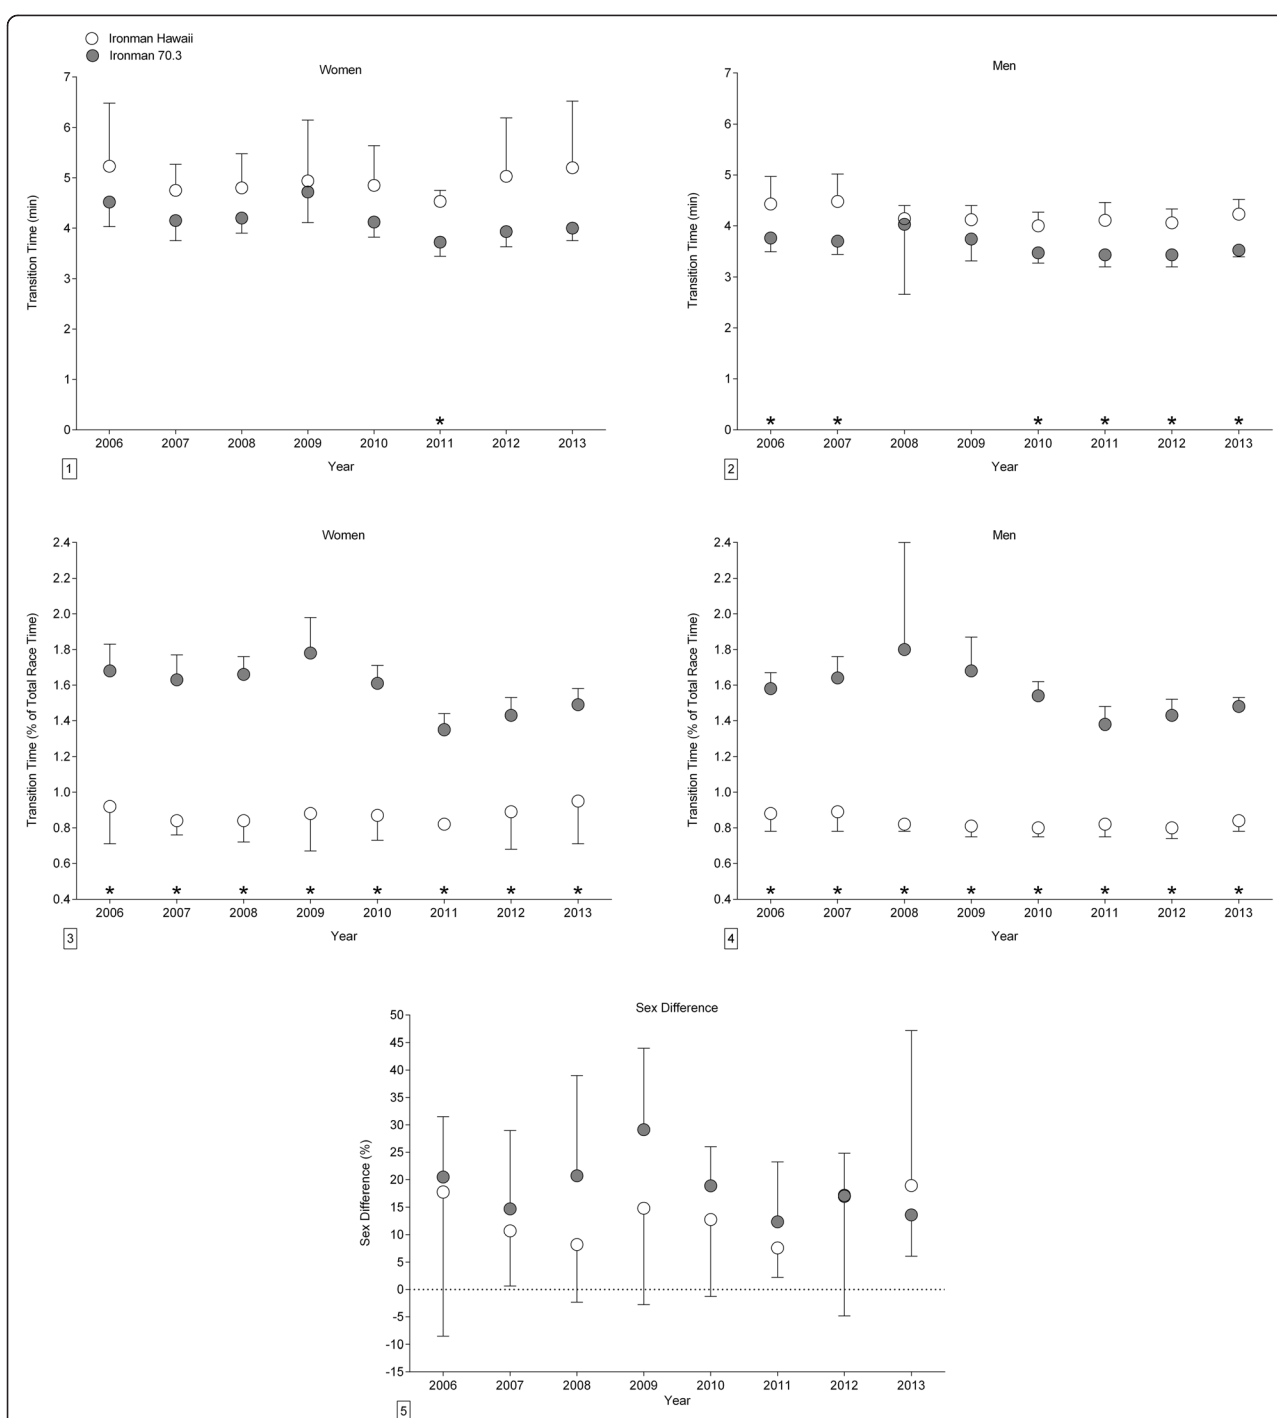 Ironman Hawaii
Ironman 70.3
Women
Transition Time (min)
7
6
5
4
3
2
1
0
*
2006 2007 2008 2009 2010 2011 2012 2013
Year
1
Men
Transition Time (min)
7
6
5
4
3
2
1
0
* * * * * *
2006 2007 2008 2009 2010 2011 2012 2013
Year
2
Women
Transition Time (% of Total Race Time)
2.4
2.2
2.0
1.8
1.6
1.4
1.2
1.0
0.8
0.6
0.4
* * * * * * * *
2006 2007 2008 2009 2010 2011 2012 2013
Year
3
Men
Transition Time (% of Total Race Time)
2.4
2.2
2.0
1.8
1.6
1.4
1.2
1.0
0.8
0.6
0.4
* * * * * * * *
2006 2007 2008 2009 2010 2011 2012 2013
Year
4
Sex Difference
Sex Difference (%)
50
45
40
35
30
25
20
15
10
5
0
-5
-10
-15
2006 2007 2008 2009 2010 2011 2012 2013
Year
5